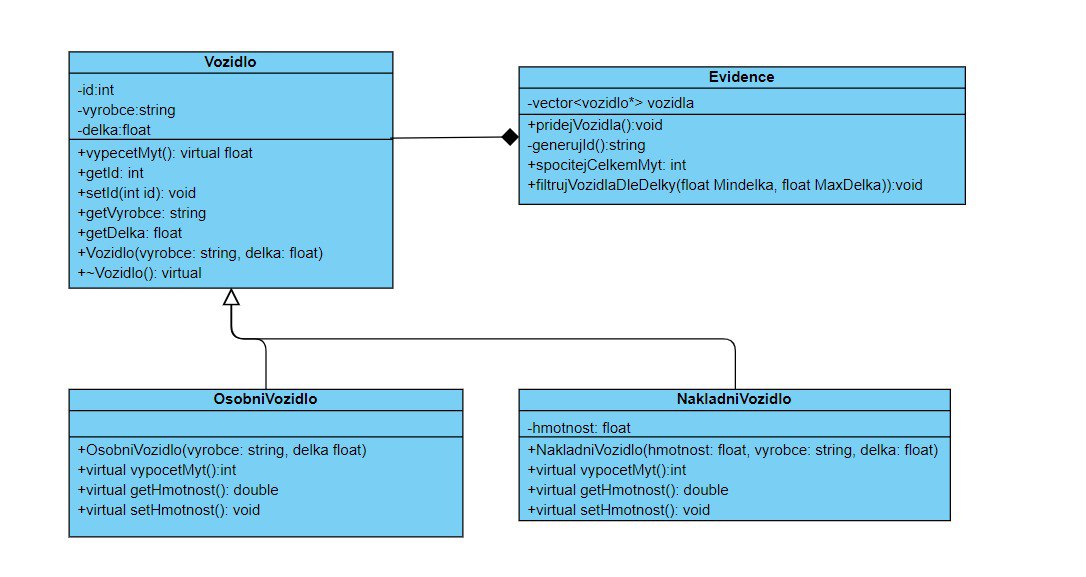 Vozidlo
-id:int
-vyrobce:string
-delka:float
+vypecetMyt(): virtual float
+getId: int
+setId(int id): void
+getVyrobce: string
+getDelka: float
+Vozidlo(vyrobce: string, delka: float)
+~Vozidlo(): virtual
Evidence
-vector<vozidlo*> vozidla
+pridejVozidla():void
-generujId():string
+spocitejCelkemMyt: int
+filtrujVozidlaDleDelky(float Mindelka, float MaxDelka)):void
OsobniVozidlo
+OsobniVozidlo(vyrobce: string, delka float)
+virtual vypocetMyt():int
+virtual getHmotnost(): double
+virtual setHmotnost(): void
NakladniVozidlo
-hmotnost: float
+NakladniVozidlo(hmotnost: float, vyrobce: string, delka: float)
+virtual vypocetMyt():int
+virtual getHmotnost(): double
+virtual setHmotnost(): void